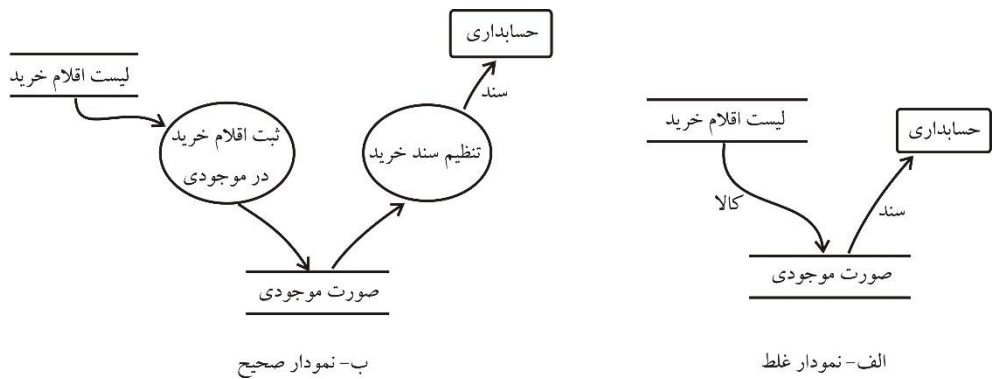 حسابداری
سند
لیست اقلام خرید
ثبت اقلام خرید
در موجودی
تنظیم سند خرید
صورت موجودی
ب- نمودار صحیح
لیست اقلام خرید
حسابداری
کالا
سند
صورت موجودی
الف- نمودار غلط